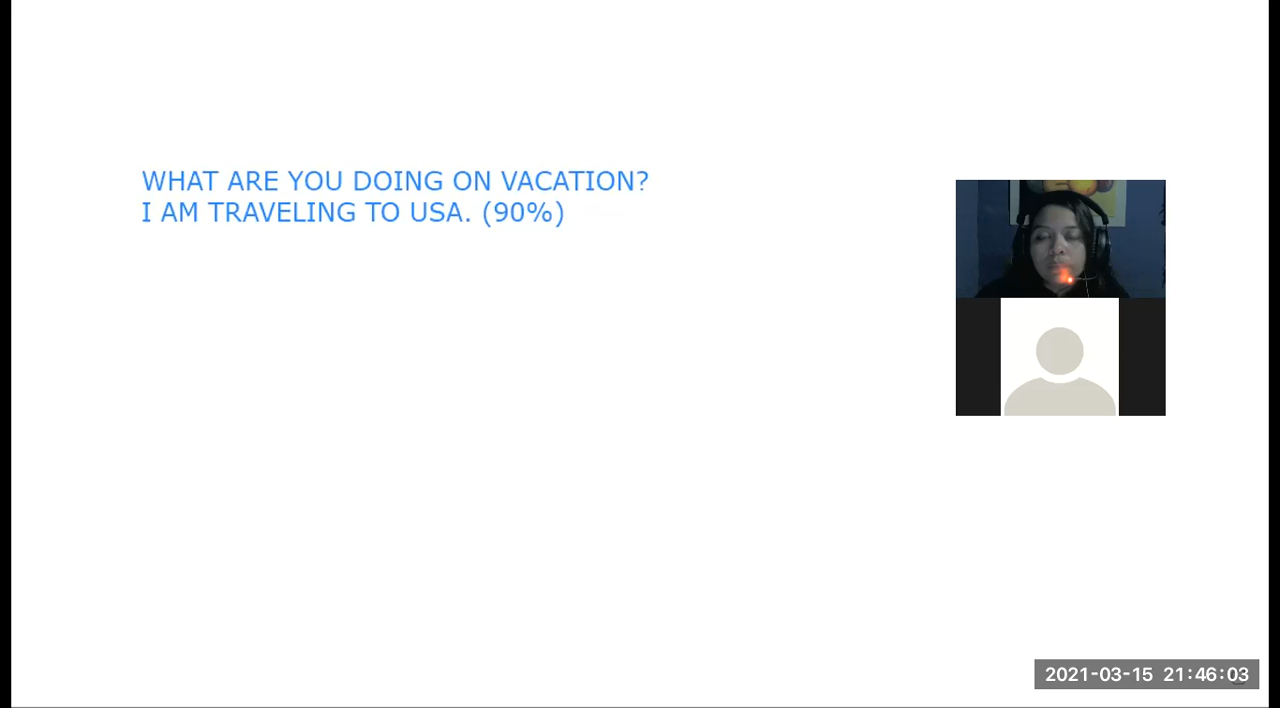 WHAT ARE YOU DOING ON VACATION?
I AM TRAVELING TO USA. (90%)
2021-03-15 21:46:03